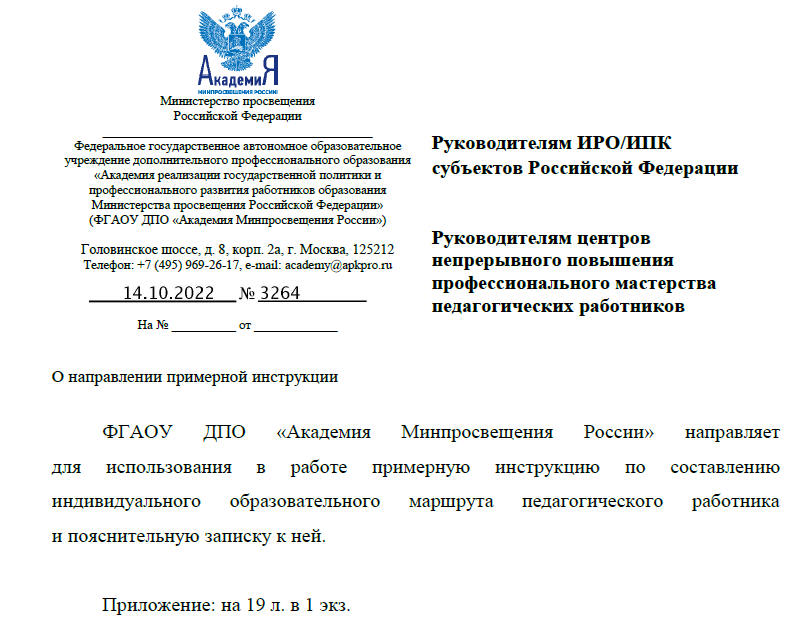 АкадемиЯ
МИНПРОСВЕЩЕНИЯ РОССИИ
Министерство просвещения
Российской Федерации
Федеральное государственное автономное образовательное
учреждение дополнительного профессионального образования
«Академия реализации государственной политики и
профессионального развития работников образования
Министерства просвещения Российской Федерации»
(ФГАОУ ДПО «Академия Минпросвещения России»)
Головинское шоссе, д. 8, корп. 2а, г. Москва, 125212
Телефон: +7 (495) 969-26-17, e-mail: academy@apkpro.ru
14.10.2022 № 3264
На № ____________ от ______________
Руководителям ИРО/ИПК
субъектов Российской Федерации
Руководителям центров
непрерывного повышения
профессионального мастерства
педагогических работников
О направлении примерной инструкции
ФГАОУ ДПО «Академия Минпросвещения России» направляет
для использования в работе примерную инструкцию по составлению
индивидуального образовательного маршрута педагогического работника
и пояснительную записку к ней.
Приложение: на 19 л. в 1 экз.